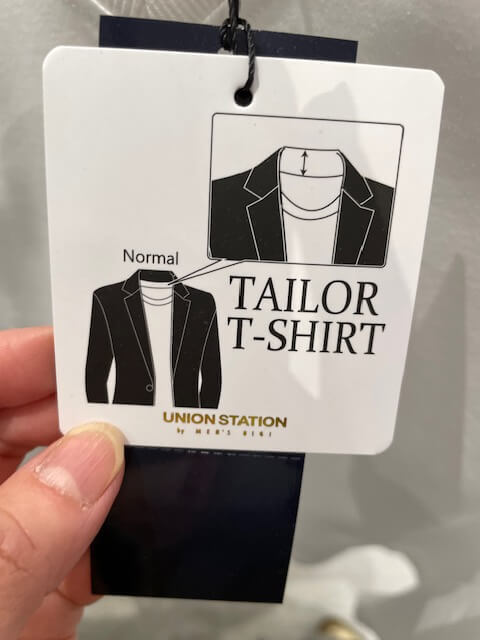 Normal
TAILOR
T-SHIRT
UNION STATION
by MEN'S BIGI